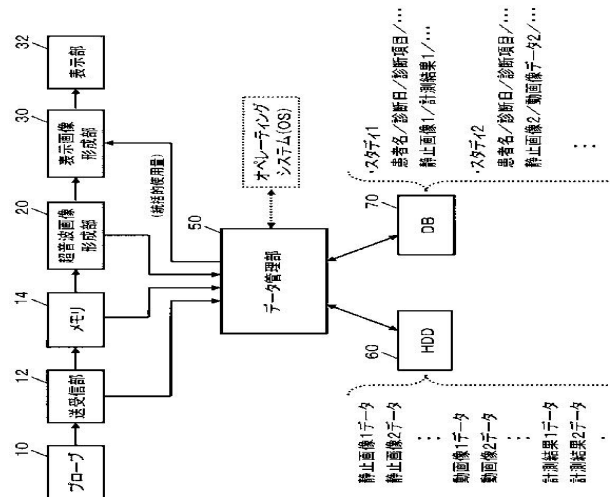 10
プローブ
12
送受信部
14
メモリ
20
超音波画像
形成部
30
表示画像
形成部
32
表示部
(統括的使用量)
50
データ管理部
オペレーティング
システム(OS)
60
HDD
70
DB
静止画像1データ
静止画像2データ
:
動画像1データ
動画像2データ
:
計測結果1データ
計測結果2データ
:
・スタディ1
患者名/診断日/診断項目/…
静止画像1/計測結果1/…
・スタディ2
患者名/診断日/診断項目/…
静止画像2/動画像データ2/…
: